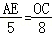 AE/5 = OC/8